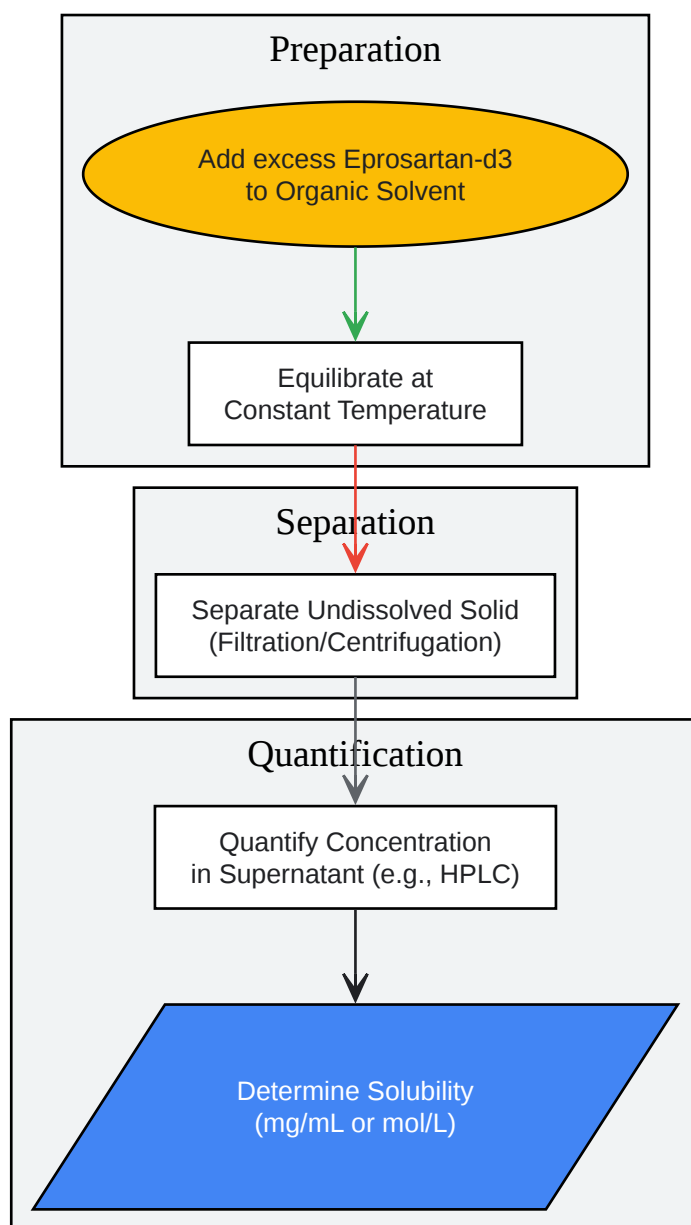 Preparation
Add excess Eprosartan-d3
to Organic Solvent
Equilibrate at
Constant Temperature
Separation
Separate Undissolved Solid
(Filtration/Centrifugation)
Quantification
Quantify Concentration
in Supernatant (e.g., HPLC)
Determine Solubility
(mg/mL or mol/L)